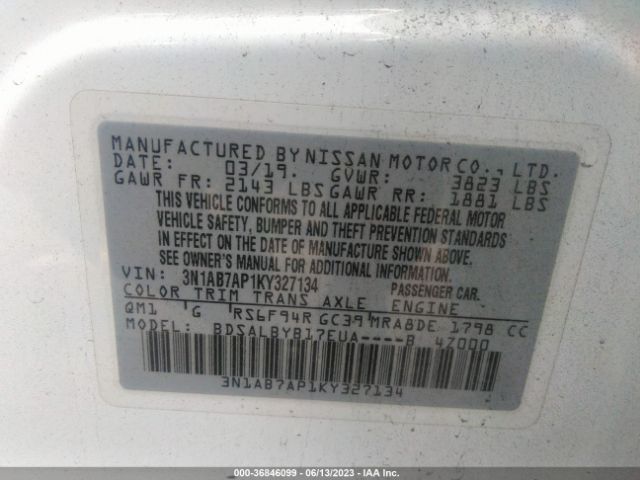 MANUFACTURED BY NISSAN MOTOR CO., LTD.
DATE: 03/19. GVWR: 3823 LBS
GAWR FR: 2143 LBS GAWR RR: 1881 LBS
THIS VEHICLE CONFORMS TO ALL APPLICABLE FEDERAL MOTOR
VEHICLE SAFETY, BUMPER AND THEFT PREVENTION STANDARDS
IN EFFECT ON THE DATE OF MANUFACTURE SHOWN ABOVE.
SEE OWNER'S MANUAL FOR ADDITIONAL INFORMATION.
VIN: 3N1AB7AP1KY327134 PASSENGER CAR.
COLOR TRIM TRANS AXLE ENGINE
QM1 'G 'RS6F94R GC39'MRA8DE 1798 CC
MODEL: BDSALBYB17EUA----B 47000
3N1AB7AP1KY327134
(ID: 36846099 / 06/13/2023 - IAA Inc.)